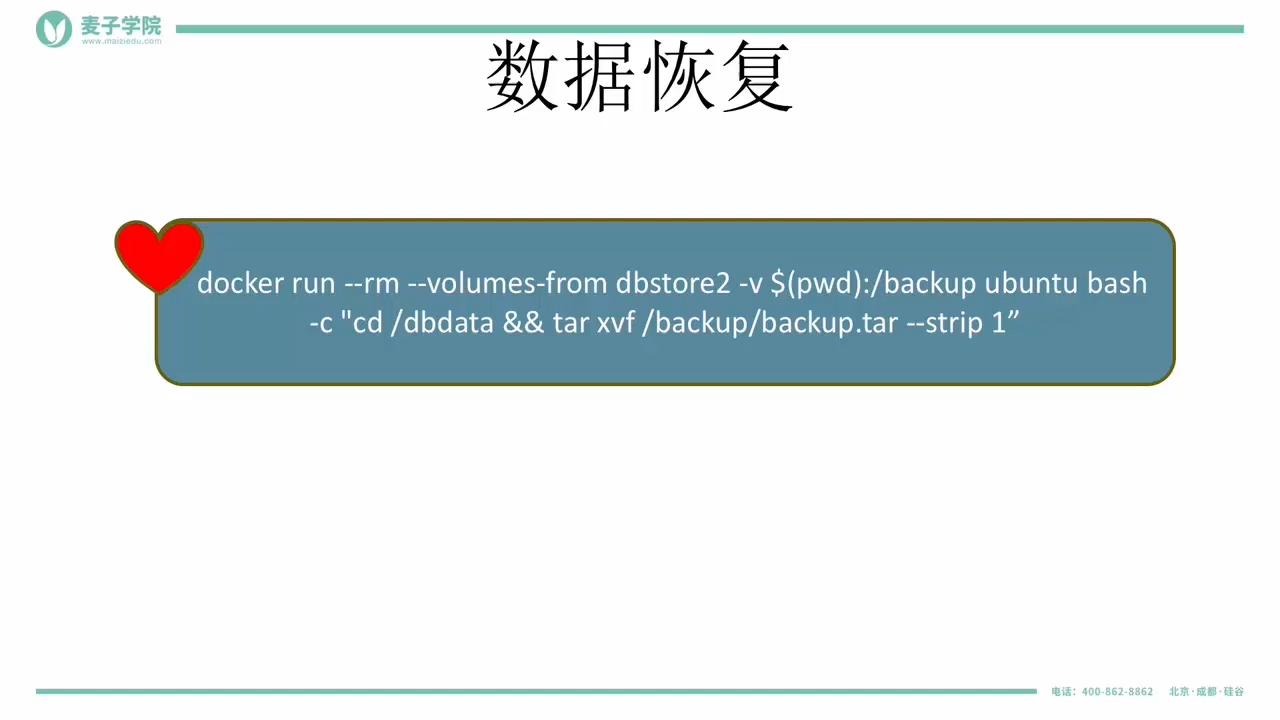 麦子学院
www.maiziedu.com
数据恢复
docker run --rm --volumes-from dbstore2 -v $(pwd):/backup ubuntu bash
-c "cd /dbdata && tar xvf /backup/backup.tar --strip 1”
电话：400-862-8862 北京·成都·硅谷